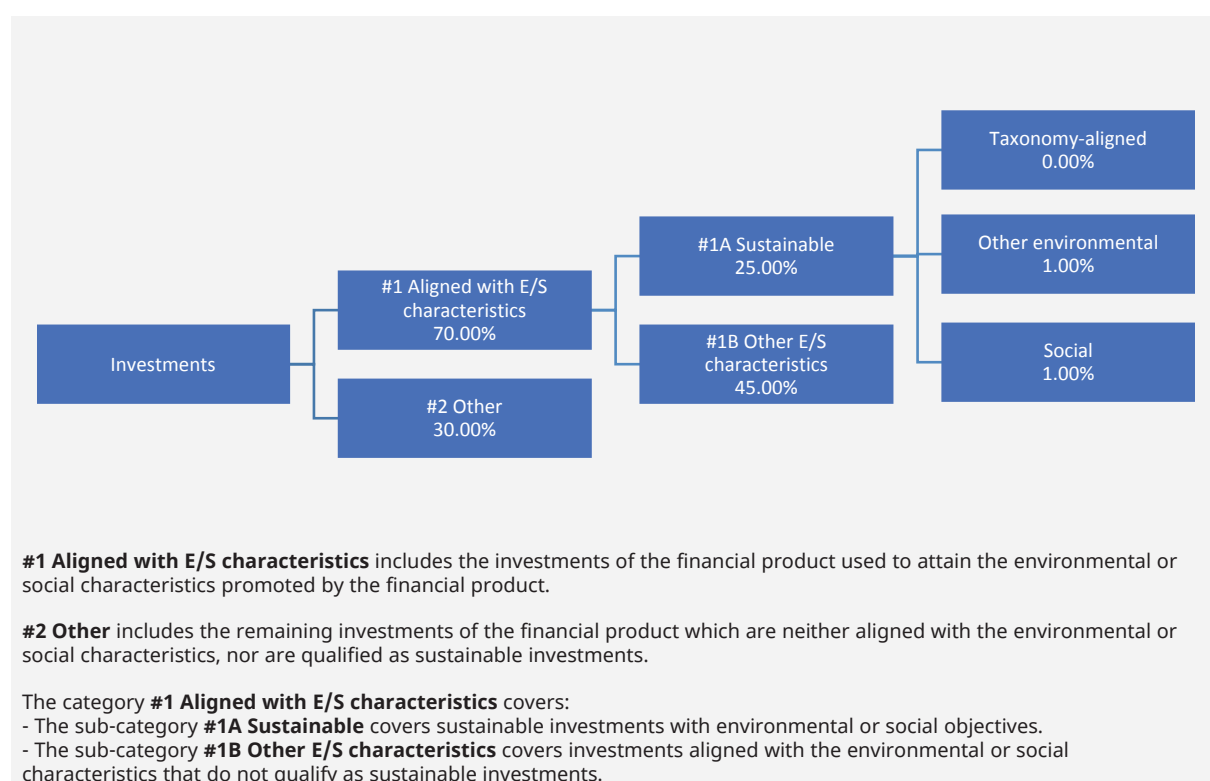 Investments
#1 Aligned with E/S
characteristics
70.00%
#2 Other
30.00%
#1A Sustainable
25.00%
#1B Other E/S
characteristics
45.00%
Taxonomy-aligned
0.00%
Other environmental
1.00%
Social
1.00%
#1 Aligned with E/S characteristics includes the investments of the financial product used to attain the environmental or
social characteristics promoted by the financial product.
#2 Other includes the remaining investments of the financial product which are neither aligned with the environmental or
social characteristics, nor are qualified as sustainable investments.
The category #1 Aligned with E/S characteristics covers:
- The sub-category #1A Sustainable covers sustainable investments with environmental or social objectives.
- The sub-category #1B Other E/S characteristics covers investments aligned with the environmental or social
characteristics that do not qualify as sustainable investments.